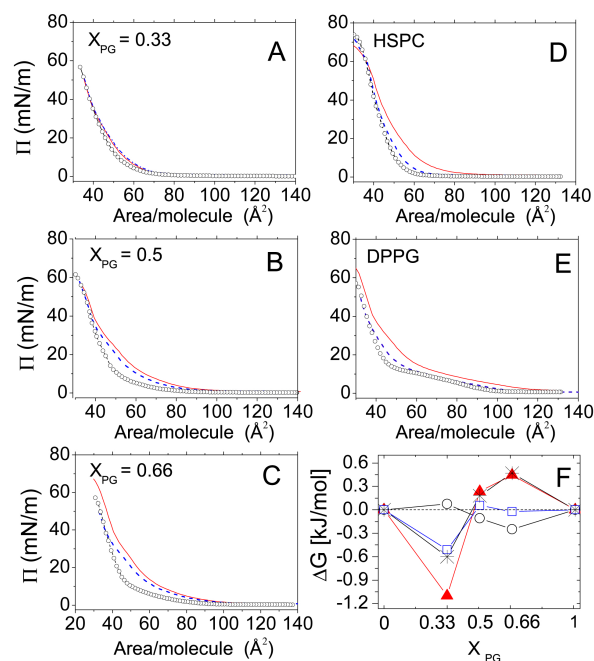 X_PG = 0.33 A
Π (mN/m)
60
40
20
0
40 60 80 100 120 140
Area/molecule (Å²)
HSPC D
Π (mN/m)
80
60
40
20
0
40 60 80 100 120 140
Area/molecule (Å²)
X_PG = 0.5 B
Π (mN/m)
80
60
40
20
0
40 60 80 100 120 140
Area/molecule (Å²)
DPPG E
Π (mN/m)
80
60
40
20
0
40 60 80 100 120 140
Area/molecule (Å²)
X_PG = 0.66 C
Π (mN/m)
80
60
40
20
0
20 40 60 80 100 120 140
Area/molecule (Å²)
F
ΔG [kJ/mol]
0.6
0.3
0.0
-0.3
-0.6
-0.9
-1.2
0 0.33 0.5 0.66 1
X_PG